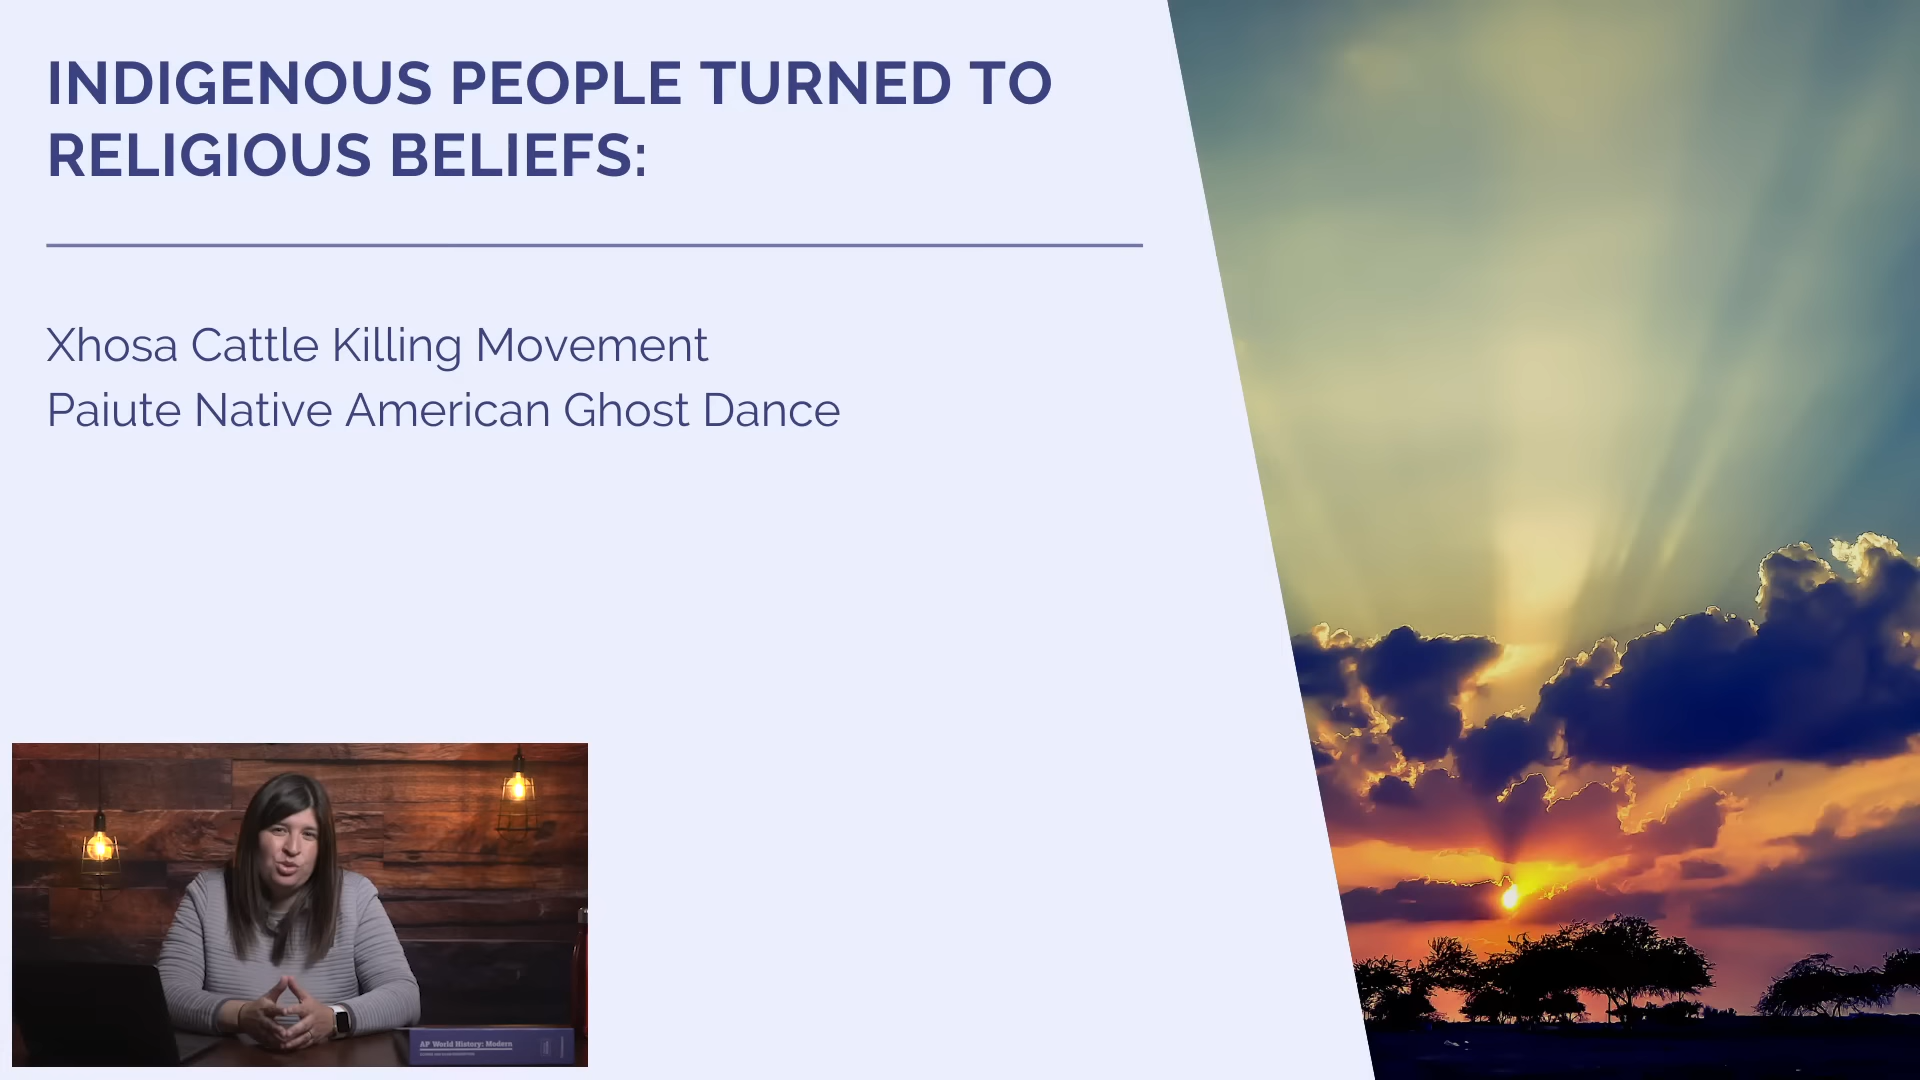 INDIGENOUS PEOPLE TURNED TO
RELIGIOUS BELIEFS:
Xhosa Cattle Killing Movement
Paiute Native American Ghost Dance
AP World History: Modern